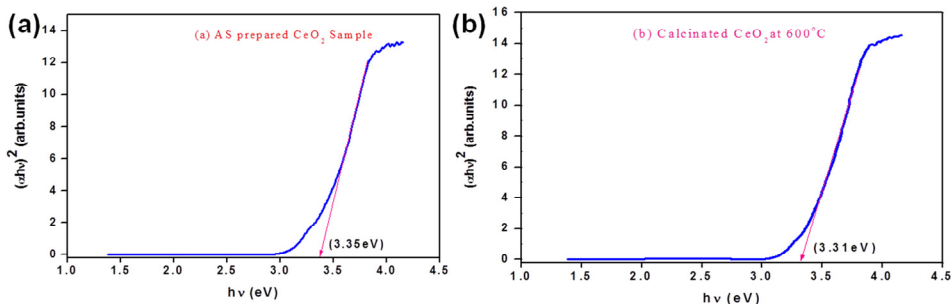 (a)
(a) AS prepared CeO₂ Sample
14
12
10
8
6
4
2
0
(αhν)² (arb.units)
(3.35eV)
1.0 1.5 2.0 2.5 3.0 3.5 4.0 4.5
hν (eV)
(b)
(b) Calcinated CeO₂ at 600°C
16
14
12
10
8
6
4
2
0
(αhν)² (arb.units)
(3.31eV)
1.0 1.5 2.0 2.5 3.0 3.5 4.0 4.5
hν (eV)